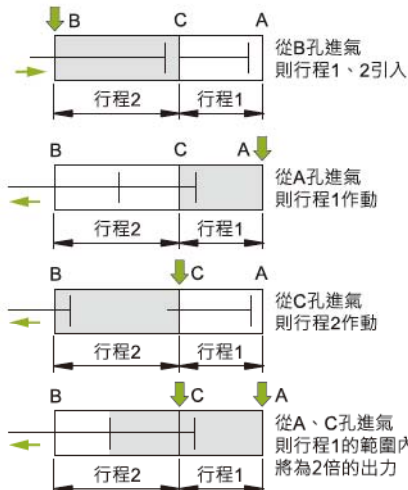 B C A
從B孔進氣
則行程1、2引入
行程2 行程1
B C A
從A孔進氣
則行程1作動
行程2 行程1
B C A
從C孔進氣
則行程2作動
行程2 行程1
B C A
從A、C孔進氣
則行程1的範圍內
將為2倍的出力
行程2 行程1